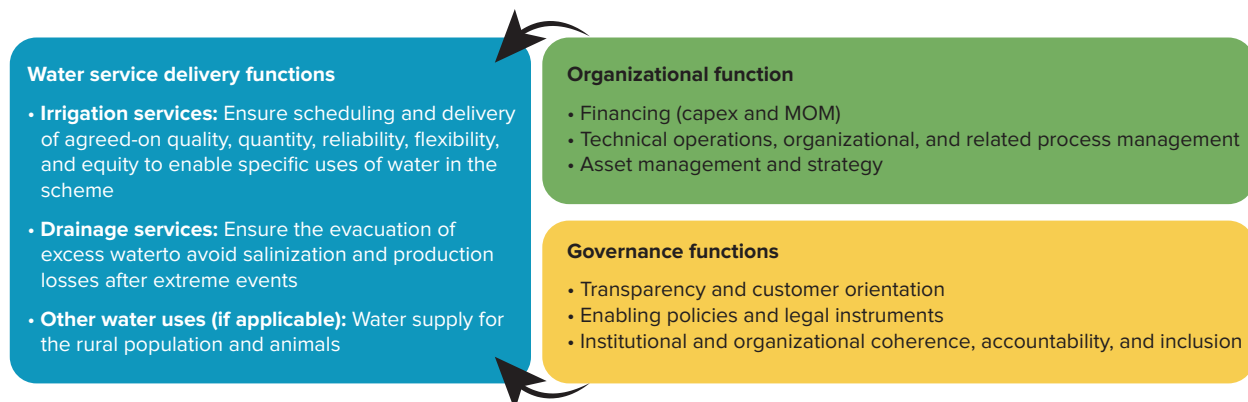 Water service delivery functions
• Irrigation services: Ensure scheduling and delivery
of agreed-on quality, quantity, reliability, flexibility,
and equity to enable specific uses of water in the
scheme
• Drainage services: Ensure the evacuation of
excess waterto avoid salinization and production
losses after extreme events
• Other water uses (if applicable): Water supply for
the rural population and animals
Organizational function
• Financing (capex and MOM)
• Technical operations, organizational, and related process management
• Asset management and strategy
Governance functions
• Transparency and customer orientation
• Enabling policies and legal instruments
• Institutional and organizational coherence, accountability, and inclusion